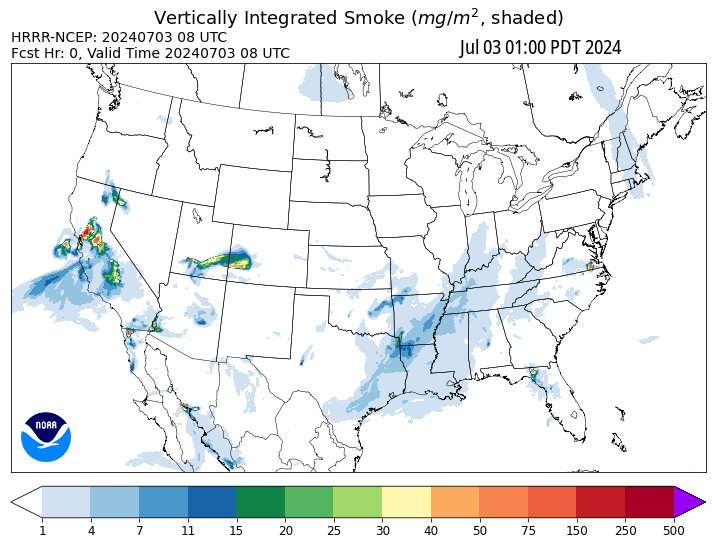 Vertically Integrated Smoke (mg/m², shaded)
HRRR-NCEP: 20240703 08 UTC
Fcst Hr: 0, Valid Time 20240703 08 UTC
Jul 03 01:00 PDT 2024
NOAA
1 4 7 11 15 20 25 30 40 50 75 150 250 500